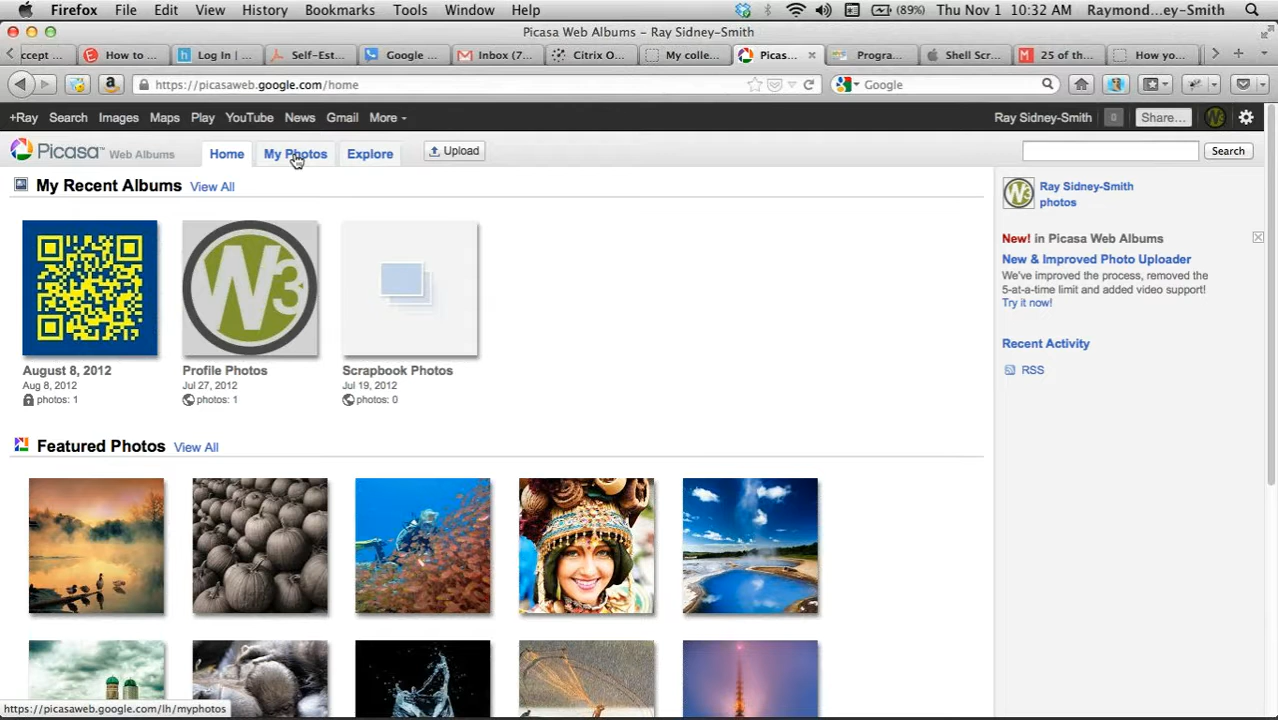 Firefox File Edit View History Bookmarks Tools Window Help (89%) Thu Nov 1 10:32 AM Raymond...ey-Smith
Picasa Web Albums – Ray Sidney-Smith
ccept... How to ... Log In | ... Self-Est... Google ... Inbox (7... Citrix O... My colle... Picas... Progra... Shell Scr... 25 of th... How yo...
https://picasaweb.google.com/home Google
+Ray Search Images Maps Play YouTube News Gmail More Ray Sidney-Smith 0 Share...
Picasa™ Web Albums Home My Photos Explore Upload Search
My Recent Albums View All
Ray Sidney-Smith
photos
New! in Picasa Web Albums
New & Improved Photo Uploader
We've improved the process, removed the
5-at-a-time limit and added video support!
Try it now!
Recent Activity
RSS
W3
August 8, 2012 Profile Photos Scrapbook Photos
Aug 8, 2012 Jul 27, 2012 Jul 19, 2012
photos: 1 photos: 1 photos: 0
Featured Photos View All
https://picasaweb.google.com/lh/myphotos